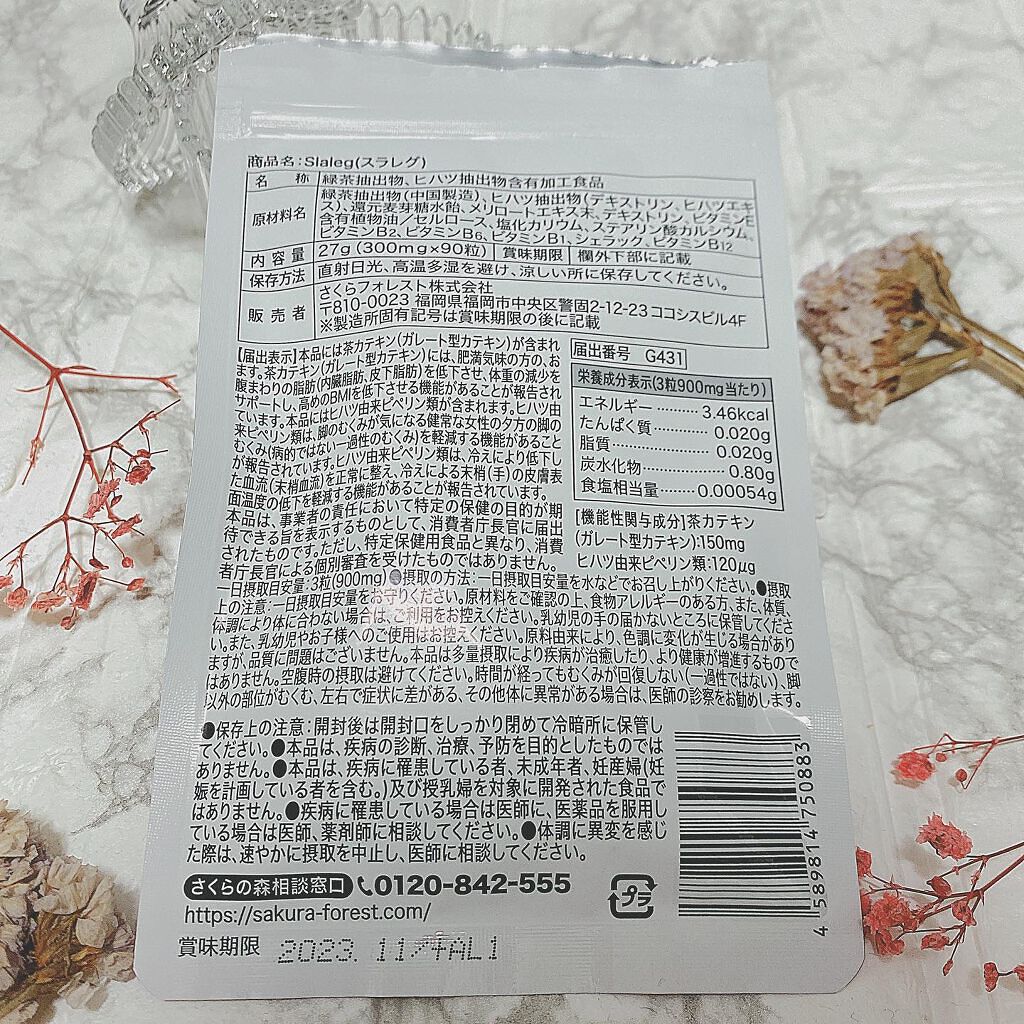 商品名:Slaleg(スラレグ)
名 称 緑茶抽出物、ヒハツ抽出物含有加工食品
原材料名 緑茶抽出物(中国製造)、ヒハツ抽出物(デキストリン、ヒハツエキ
ス)、還元麦芽糖水飴、メリロートエキス末、デキストリン、ビタミンE
含有植物油/セルロース、塩化カリウム、ステアリン酸カルシウム、
ビタミンB2、ビタミンB6、ビタミンB1、シェラック、ビタミンB12
内容量 27g(300mg×90粒) 賞味期限 欄外下部に記載
保存方法 直射日光、高温多湿を避け、涼しい所に保存してください。
販売者 さくらフォレスト株式会社
〒810-0023 福岡県福岡市中央区警固2-12-23 ココシスビル4F
※製造所固有記号は賞味期限の後に記載
【届出表示】本品には茶カテキン(ガレート型カテキン)が含まれ
ます。茶カテキン(ガレート型カテキン)には、肥満気味の方の、お
腹まわりの脂肪(内臓脂肪、皮下脂肪)を低下させ、体重の減少を
サポートし、高めのBMIを低下させる機能があることが報告され
ています。本品にはヒハツ由来ピペリン類が含まれます。ヒハツ由
来ピペリン類は、脚のむくみが気になる健常な女性の夕方の脚の
むくみ(病的ではない一過性のむくみ)を軽減する機能があること
が報告されています。ヒハツ由来ピペリン類は、冷えにより低下し
た血流(末梢血流)を正常に整え、冷えによる末梢(手)の皮膚表
面温度の低下を軽減する機能があることが報告されています。
本品は、事業者の責任において特定の保健の目的が期
待できる旨を表示するものとして、消費者庁長官に届出
されたものです。ただし、特定保健用食品と異なり、消費
者庁長官による個別審査を受けたものではありません。
届出番号 G431
栄養成分表示(3粒900mg当たり)
エネルギー ………… 3.46kcal
たんぱく質 ………… 0.020g
脂質 ………… 0.020g
炭水化物 ………… 0.80g
食塩相当量 ……… 0.00054g
[機能性関与成分]茶カテキン
(ガレート型カテキン):150mg
ヒハツ由来ピペリン類:120μg
一日摂取目安量:3粒(900mg)●摂取の方法:一日摂取目安量を水などでお召し上がりください。●摂取
上の注意:一日摂取目安量をお守りください。原材料をご確認の上、食物アレルギーのある方、また、体質、
体調により体に合わない場合は、ご利用をお控えください。乳幼児の手の届かないところに保管してくださ
い。また、乳幼児やお子様へのご使用はお控えください。原料由来により、色調に変化が生じる場合があり
ますが、品質に問題はございません。本品は多量摂取により疾病が治癒したり、より健康が増進するもので
はありません。空腹時の摂取は避けてください。時間が経ってもむくみが回復しない(一過性ではない)、脚
以外の部位がむくむ、左右で症状に差がある、その他体に異常がある場合は、医師の診察をお勧めします。
●保存上の注意:開封後は開封口をしっかり閉めて冷暗所に保管し
てください。●本品は、疾病の診断、治療、予防を目的としたものでは
ありません。●本品は、疾病に罹患している者、未成年者、妊産婦(妊
娠を計画している者を含む。)及び授乳婦を対象に開発された食品で
はありません。●疾病に罹患している場合は医師に、医薬品を服用し
ている場合は医師、薬剤師に相談してください。●体調に異変を感じ
た際は、速やかに摂取を中止し、医師に相談してください。
さくらの森相談窓口 0120-842-555
https://sakura-forest.com/
賞味期限 2023.11/4AL1
プラ
4589814750883